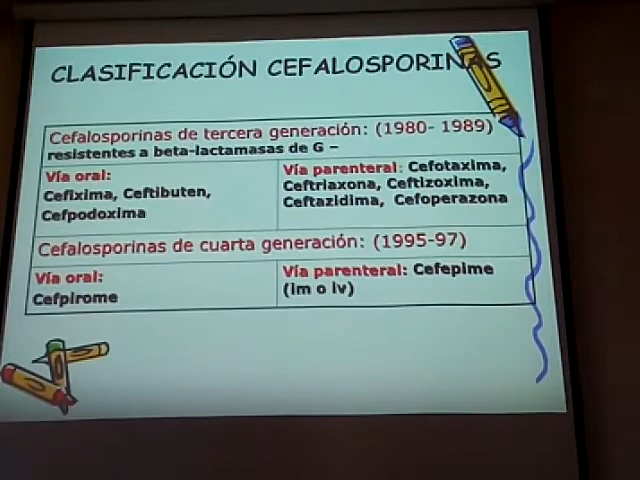 CLASIFICACIÓN CEFALOSPORINAS
Cefalosporinas de tercera generación: (1980- 1989)
resistentes a beta-lactamasas de G –
Vía oral:
Cefixima, Ceftibuten,
Cefpodoxima
Vía parenteral: Cefotaxima,
Ceftriaxona, Ceftizoxima,
Ceftazidima, Cefoperazona
Cefalosporinas de cuarta generación: (1995-97)
Vía oral:
Cefpirome
Vía parenteral: Cefepime
(im o iv)